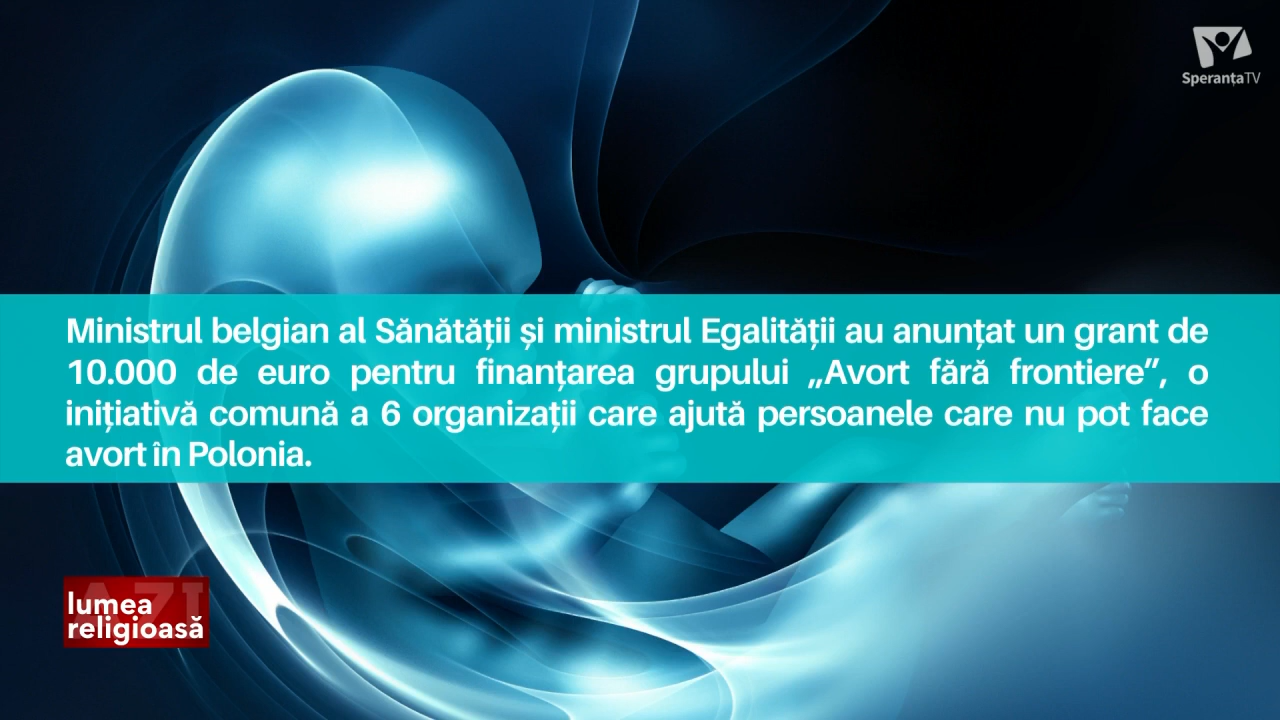 SperanțaTV
Ministrul belgian al Sănătății și ministrul Egalității au anunțat un grant de
10.000 de euro pentru finanțarea grupului „Avort fără frontiere”, o
inițiativă comună a 6 organizații care ajută persoanele care nu pot face
avort în Polonia.
AZI
lumea
religioasă